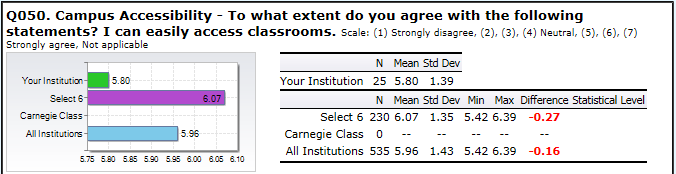 Q050. Campus Accessibility - To what extent do you agree with the following
statements? I can easily access classrooms. Scale: (1) Strongly disagree, (2), (3), (4) Neutral, (5), (6), (7)
Strongly agree, Not applicable
Your Institution 5.80
Select 6 6.07
Carnegie Class
All Institutions 5.96
5.75 5.80 5.85 5.90 5.95 6.00 6.05 6.10
N Mean Std Dev
Your Institution 25 5.80 1.39
N Mean Std Dev Min Max Difference Statistical Level
Select 6 230 6.07 1.35 5.42 6.39 -0.27
Carnegie Class 0 -- -- -- -- --
All Institutions 535 5.96 1.43 5.42 6.39 -0.16